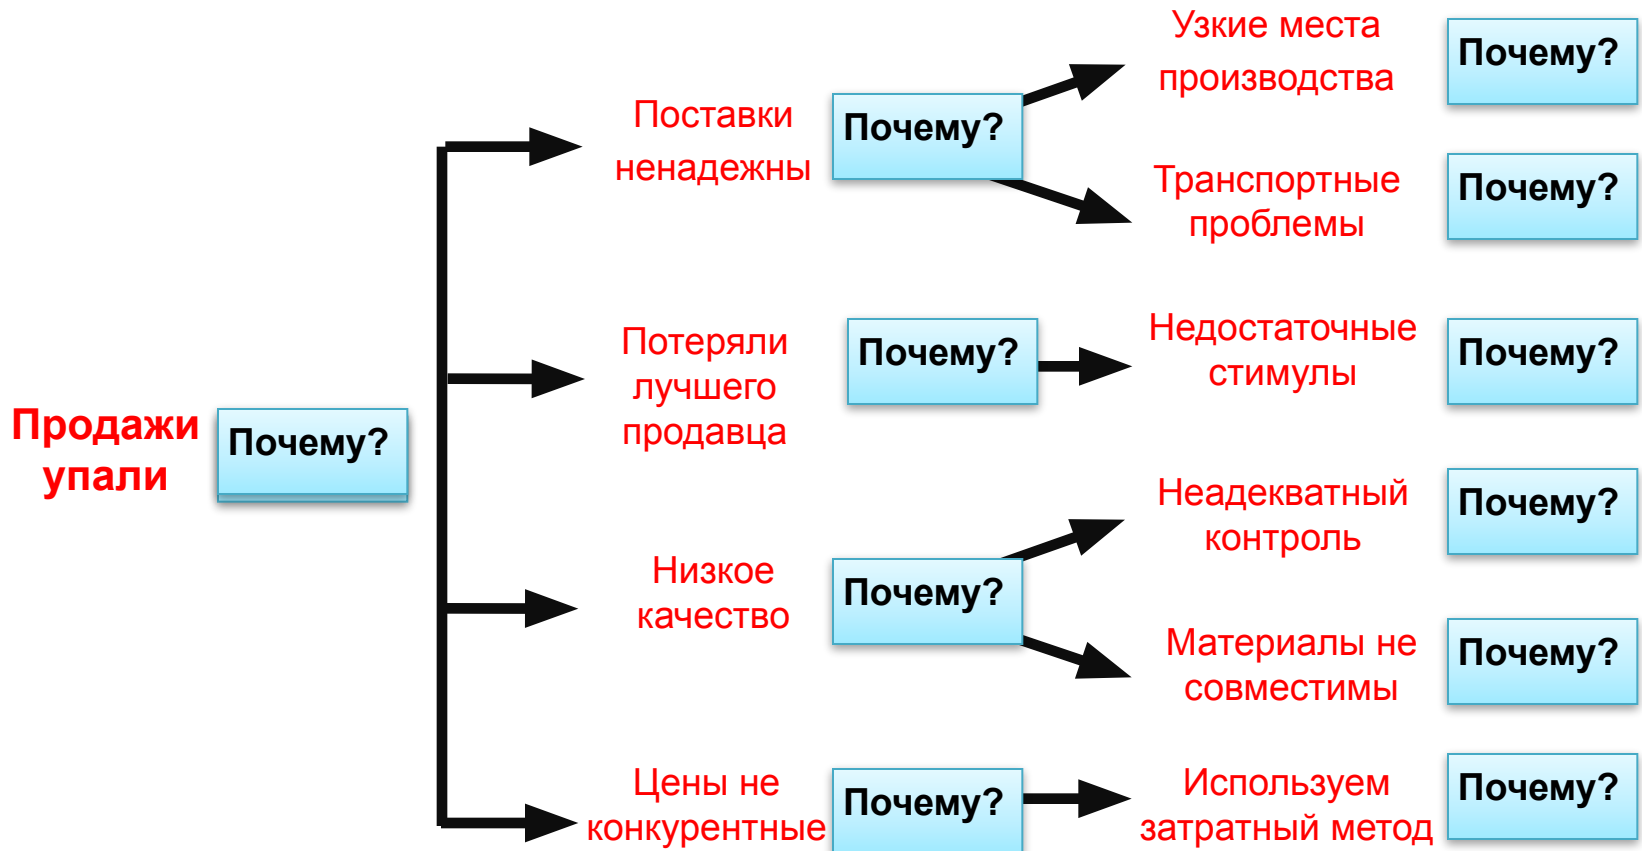 Продажи
упали
Почему?
Поставки
ненадежны
Почему?
Узкие места
производства
Почему?
Транспортные
проблемы
Почему?
Потеряли
лучшего
продавца
Почему?
Недостаточные
стимулы
Почему?
Низкое
качество
Почему?
Неадекватный
контроль
Почему?
Материалы не
совместимы
Почему?
Цены не
конкурентные
Почему?
Используем
затратный метод
Почему?